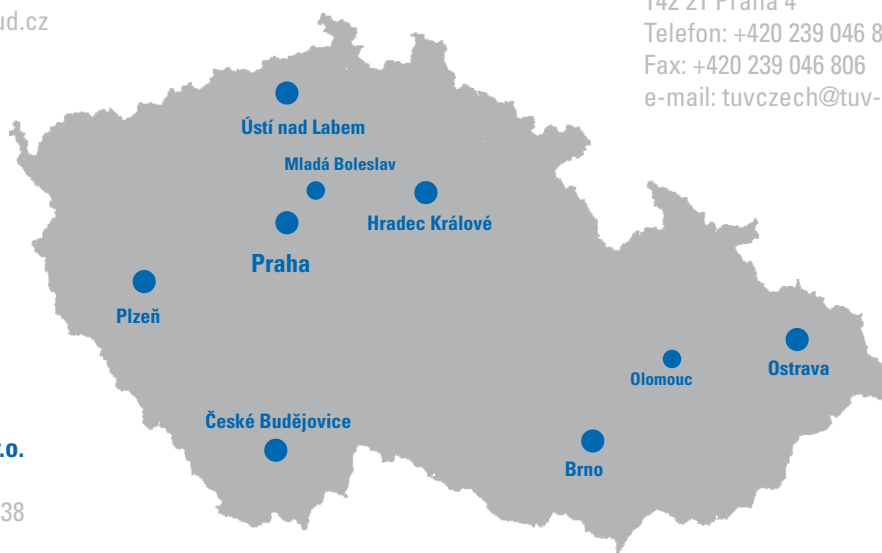 ud.cz
142 21 Praha 4
Telefon: +420 239 046 8
Fax: +420 239 046 806
e-mail: tuvczech@tuv-
Ústí nad Labem
Mladá Boleslav
Hradec Králové
Praha
Plzeň
Ostrava
Olomouc
České Budějovice
Brno
.o.
38